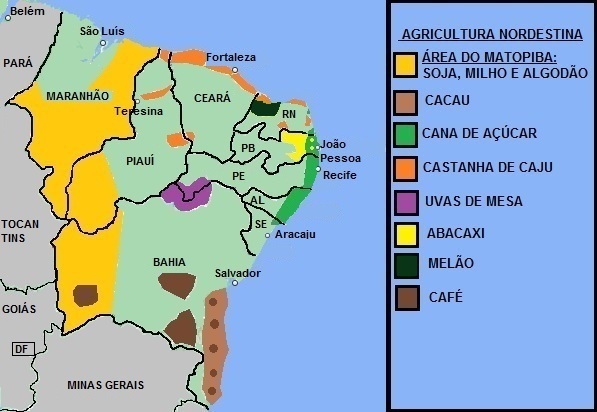 Belém
São Luís
PARÁ
MARANHÃO
Fortaleza
Teresina
CEARÁ
RN
PB
João
Pessoa
PIAUÍ
PE
Recife
AL
SE
Aracaju
TOCAN
TINS
BAHIA
Salvador
GOIÁS
DF
MINAS GERAIS
AGRICULTURA NORDESTINA
ÁREA DO MATOPIBA:
SOJA, MILHO E ALGODÃO
CACAU
CANA DE AÇÚCAR
CASTANHA DE CAJU
UVAS DE MESA
ABACAXI
MELÃO
CAFÉ